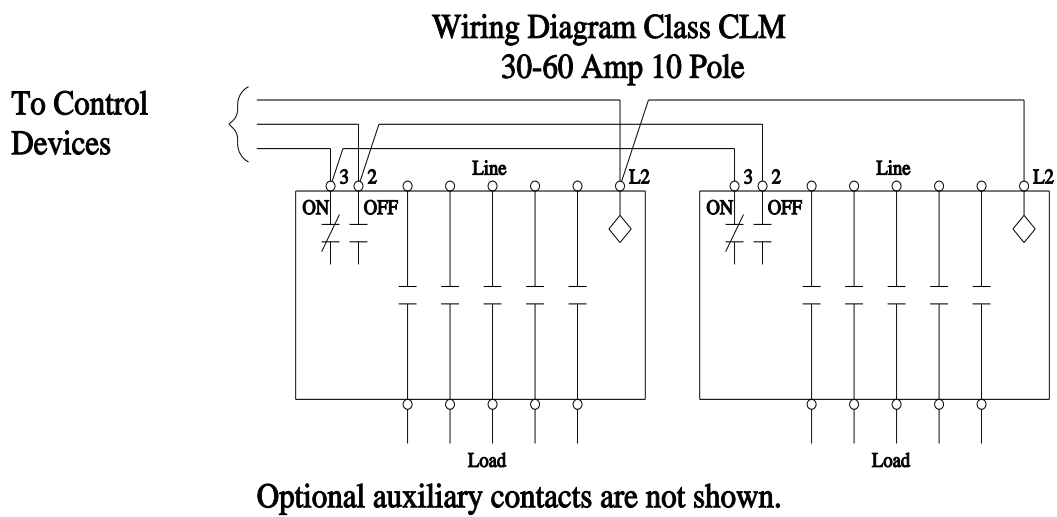 Wiring Diagram Class CLM
30-60 Amp 10 Pole
To Control
Devices
3 2 Line L2
ON OFF
Load
3 2 Line L2
ON OFF
Load
Optional auxiliary contacts are not shown.